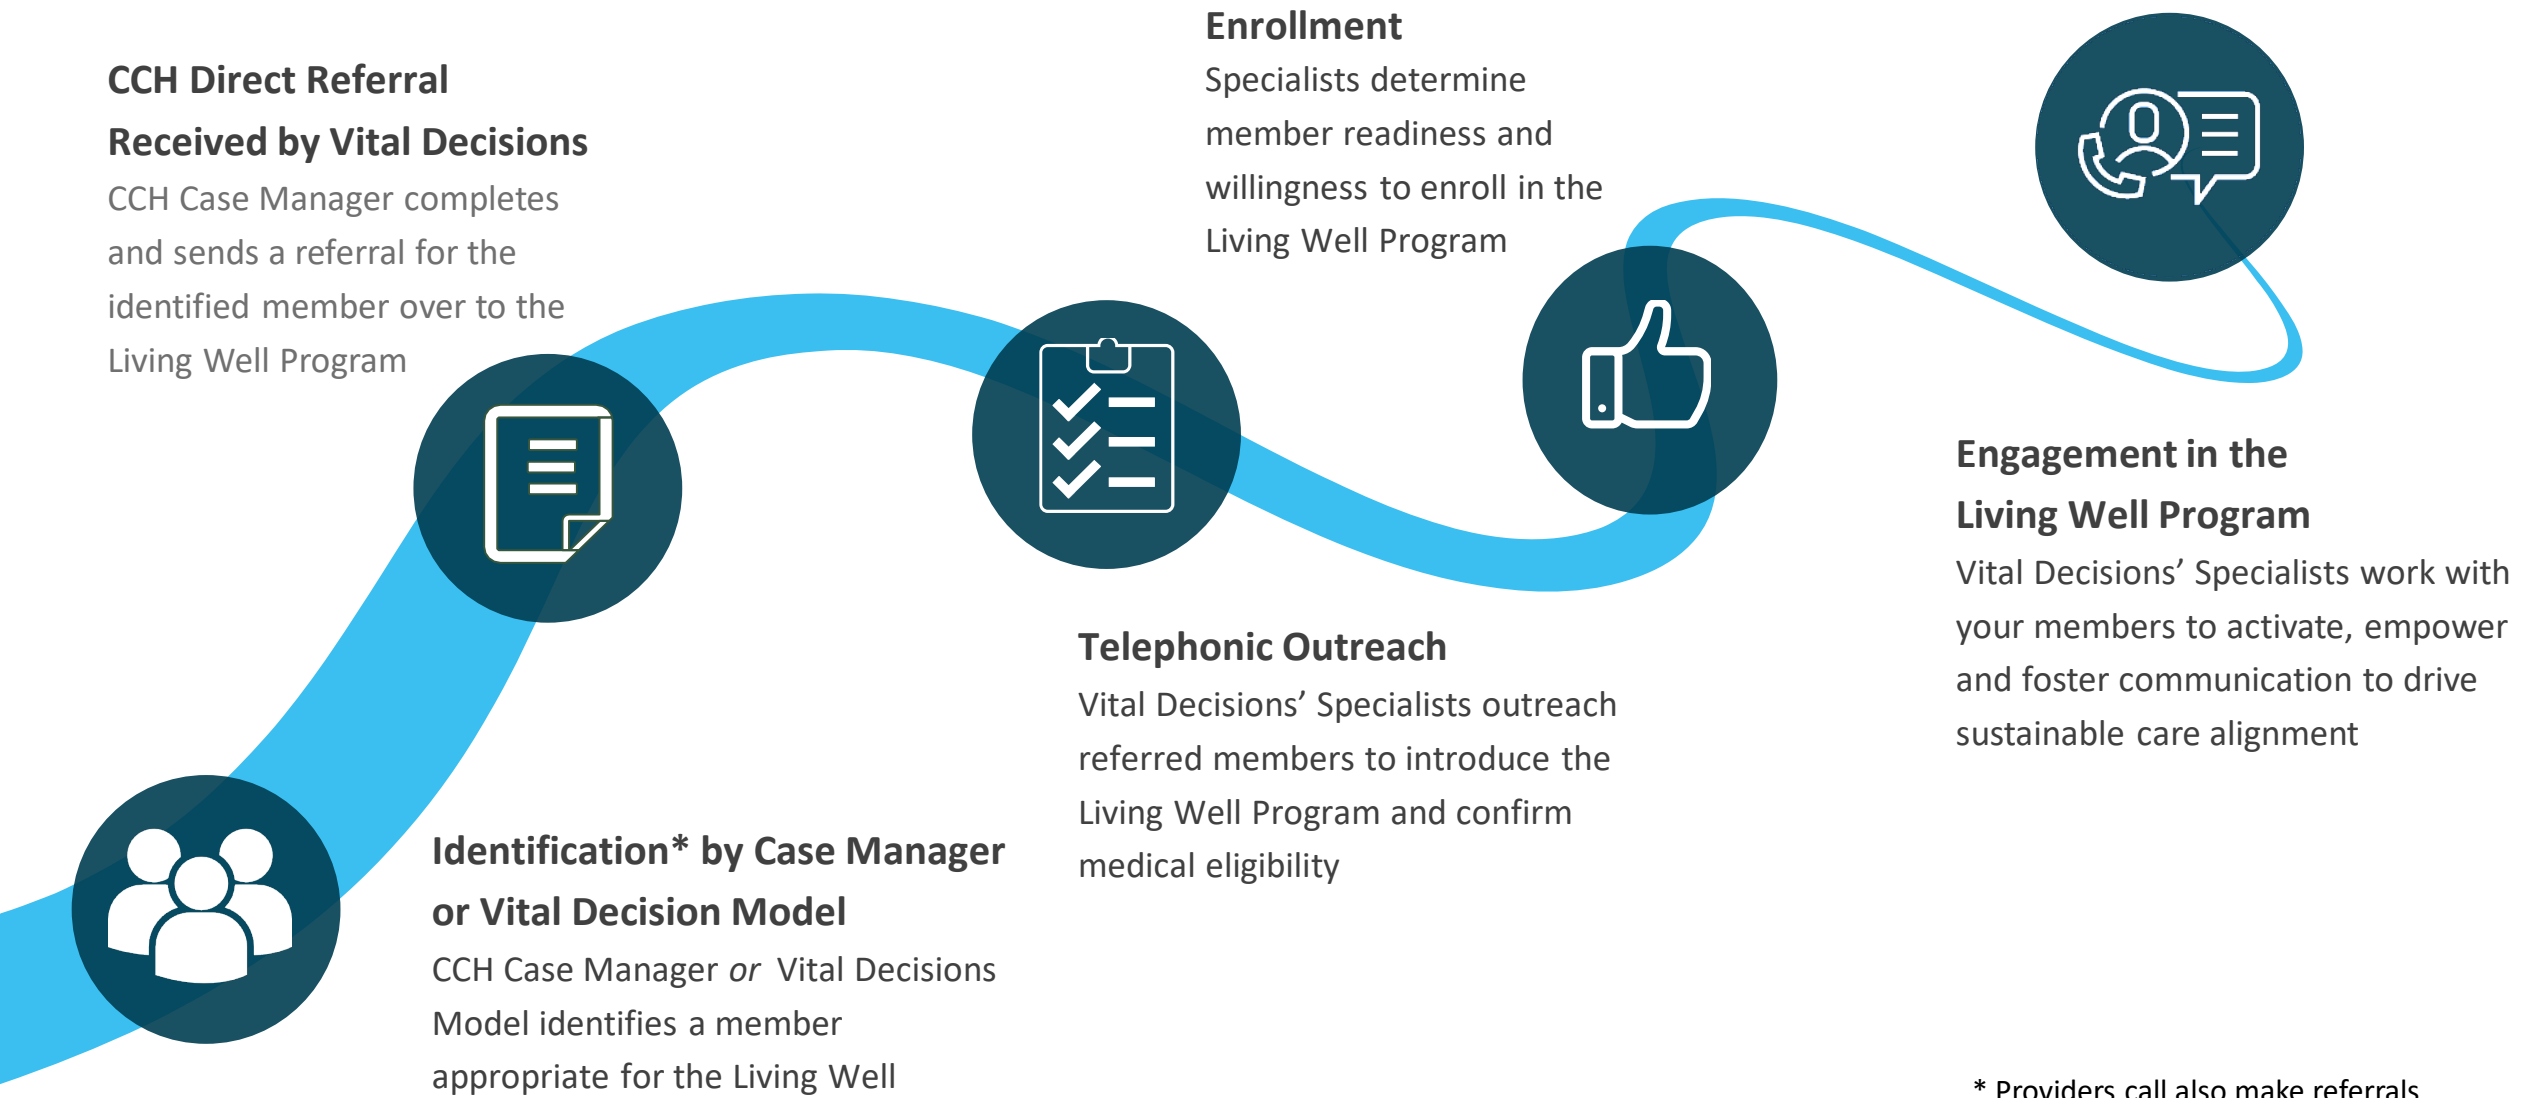 CCH Direct Referral
Received by Vital Decisions
CCH Case Manager completes
and sends a referral for the
identified member over to the
Living Well Program
Identification* by Case Manager
or Vital Decision Model
CCH Case Manager or Vital Decisions
Model identifies a member
appropriate for the Living Well
Enrollment
Specialists determine
member readiness and
willingness to enroll in the
Living Well Program
Telephonic Outreach
Vital Decisions’ Specialists outreach
referred members to introduce the
Living Well Program and confirm
medical eligibility
Engagement in the
Living Well Program
Vital Decisions’ Specialists work with
your members to activate, empower
and foster communication to drive
sustainable care alignment
* Providers call also make referrals